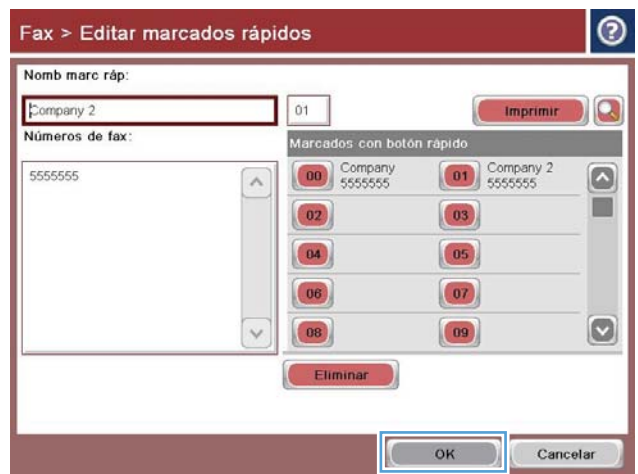 Fax > Editar marcados rápidos
?
Nomb marc ráp:
Company 2
01
Imprimir
Números de fax:
5555555
Marcados con botón rápido
00 Company 5555555
01 Company 2 5555555
02
03
04
05
06
07
08
09
Eliminar
OK
Cancelar